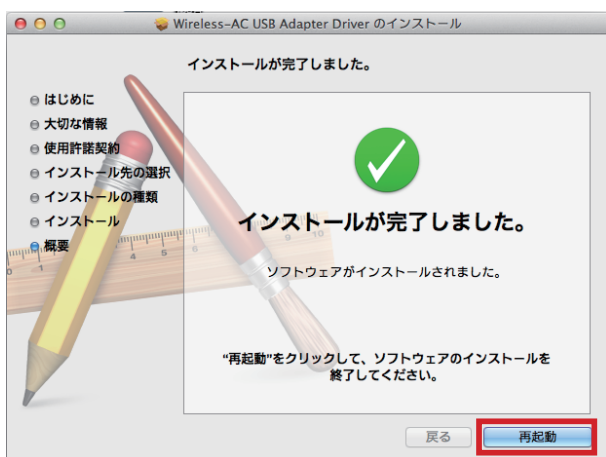 Wireless-AC USB Adapter Driver のインストール
インストールが完了しました。
はじめに
大切な情報
使用許諾契約
インストール先の選択
インストールの種類
インストール
概要
インストールが完了しました。
ソフトウェアがインストールされました。
“再起動”をクリックして、ソフトウェアのインストールを
終了してください。
戻る
再起動